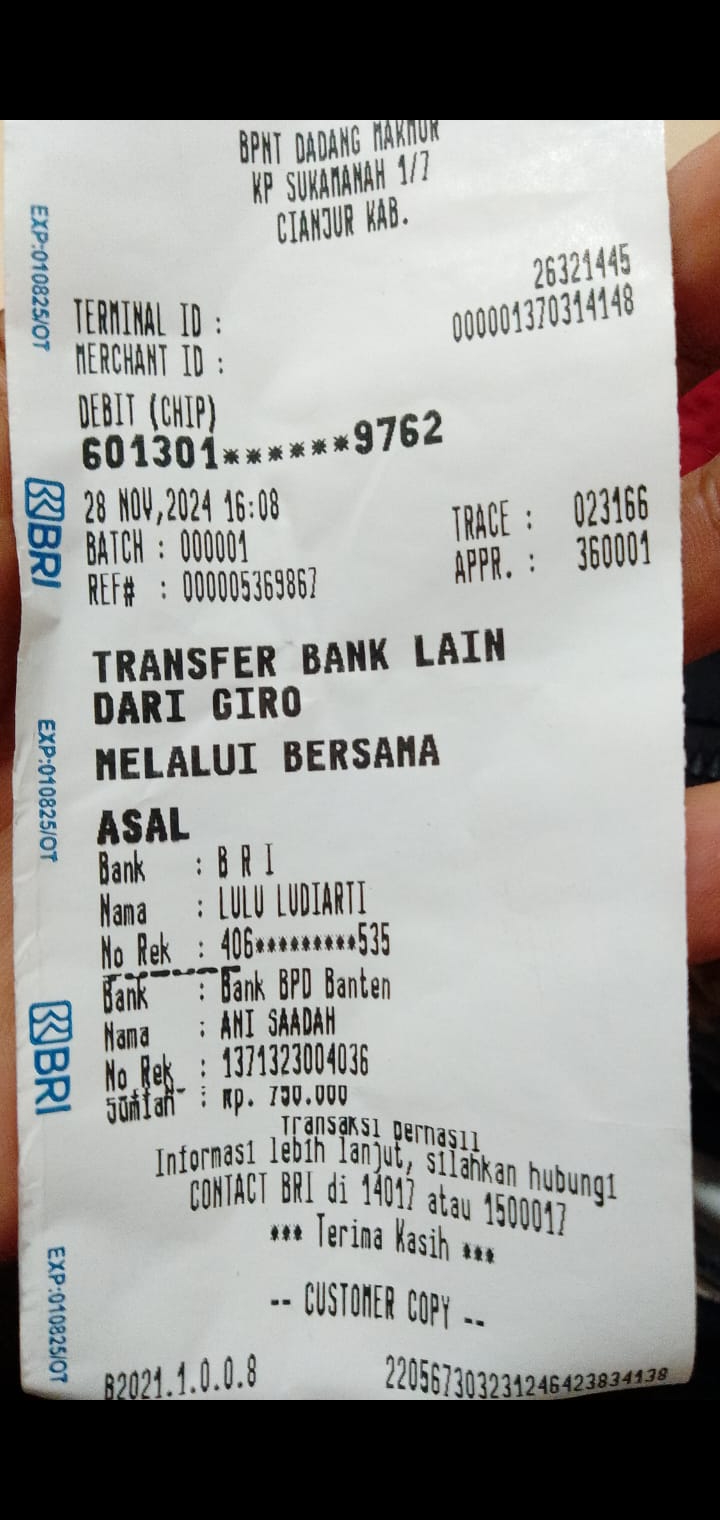 BPNT DADANG MAKMUR
KP SUKAMANAH 1/7
CIANJUR KAB.
26321445
TERMINAL ID :
000001370314148
MERCHANT ID :
DEBIT (CHIP)
601301******9762
28 NOV,2024 16:08
TRACE : 023166
BATCH : 000001
APPR. : 360001
REF# : 000005369867
TRANSFER BANK LAIN
DARI GIRO
MELALUI BERSAMA
ASAL
Bank : B R I
Nama : LULU LUDIARTI
No Rek : 406*********535
Bank : Bank BPD Banten
Nama : ANI SAADAH
No Rek : 1371323004036
Jumlah : Rp. 750.000
Transaksi berhasil
Informasi lebih lanjut, silahkan hubungi
CONTACT BRI di 14017 atau 1500017
*** Terima Kasih ***
-- CUSTOMER COPY --
B2021.1.0.0.8
220567303231246423834138
EXP:010825/OT
BRI
EXP:010825/OT
BRI
EXP:010825/OT